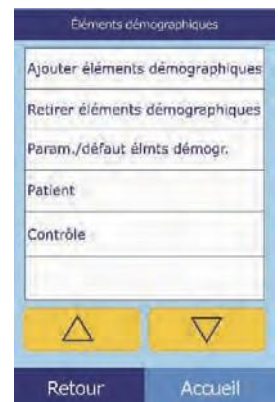 Éléments démographiques
Ajouter éléments démographiques
Retirer éléments démographiques
Param./défaut élmts démogr.
Patient
Contrôle
Retour Accueil